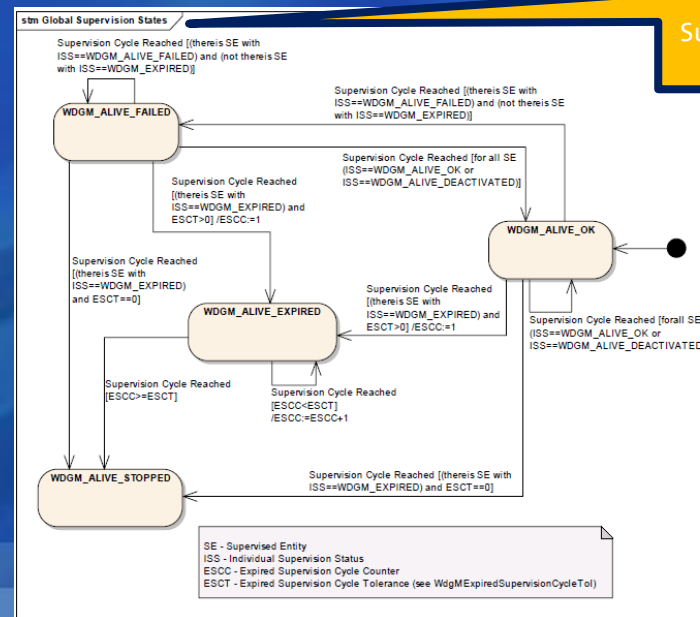 stm Global Supervision States
Su
Supervision Cycle Reached [(thereis SE with
ISS==WDGM_ALIVE_FAILED) and (not thereis SE
with ISS==WDGM_EXPIRED)]
Supervision Cycle Reached [(thereis SE with
ISS==WDGM_ALIVE_FAILED) and (not thereis SE
with ISS==WDGM_EXPIRED)]
WDGM_ALIVE_FAILED
Supervision Cycle Reached [for all SE
(ISS==WDGM_ALIVE_OK or
ISS==WDGM_ALIVE_DEACTIVATED)]
Supervision Cycle Reached
[(thereis SE with
ISS==WDGM_EXPIRED) and
ESCT>0] /ESCC:=1
WDGM_ALIVE_OK
Supervision Cycle Reached
[(thereis SE with
ISS==WDGM_EXPIRED)
and ESCT==0]
Supervision Cycle Reached
[(thereis SE with
ISS==WDGM_EXPIRED) and
ESCT>0] /ESCC:=1
WDGM_ALIVE_EXPIRED
Supervision Cycle Reached [forall SE
(ISS==WDGM_ALIVE_OK or
ISS==WDGM_ALIVE_DEACTIVATED
Supervision Cycle Reached
[ESCC>=ESCT]
Supervision Cycle Reached
[ESCC<ESCT]
/ESCC:=ESCC+1
WDGM_ALIVE_STOPPED
Supervision Cycle Reached [(thereis SE with
ISS==WDGM_EXPIRED) and ESCT==0]
SE - Supervised Entity
ISS - Individual Supervision Status
ESCC - Expired Supervision Cycle Counter
ESCT - Expired Supervision Cycle Tolerance (see WdgMExpiredSupervisionCycleTol)